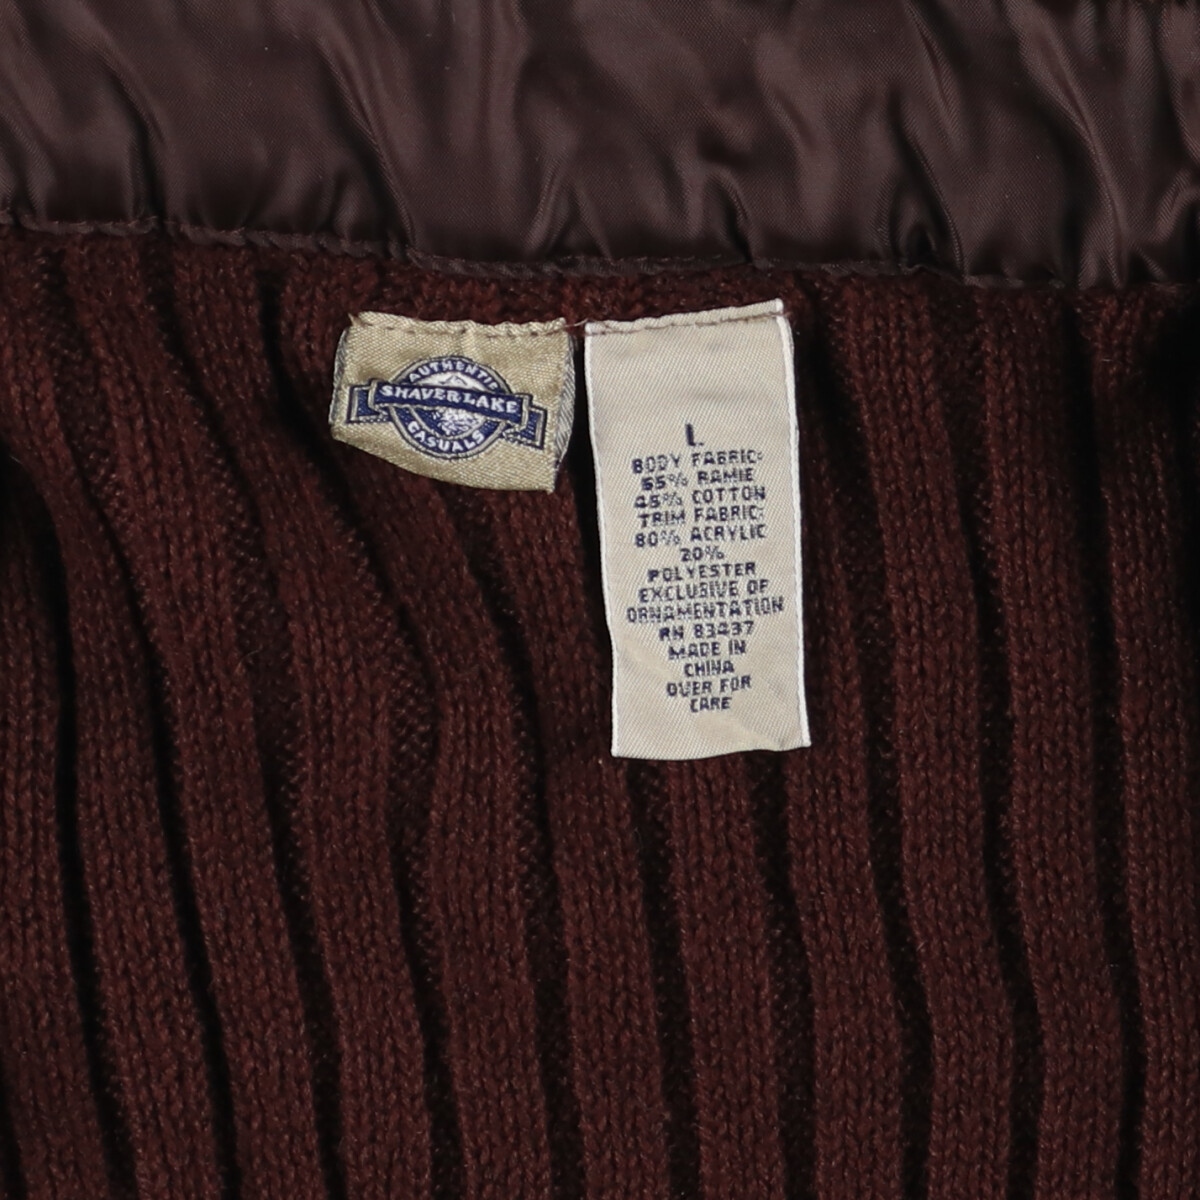 AUTHENTIC
SHAVER LAKE
CASUALS
L
BODY FABRIC:
55% RAMIE
45% COTTON
TRIM FABRIC:
80% ACRYLIC
20%
POLYESTER
EXCLUSIVE OF
ORNAMENTATION
RN 83437
MADE IN
CHINA
OVER FOR
CARE